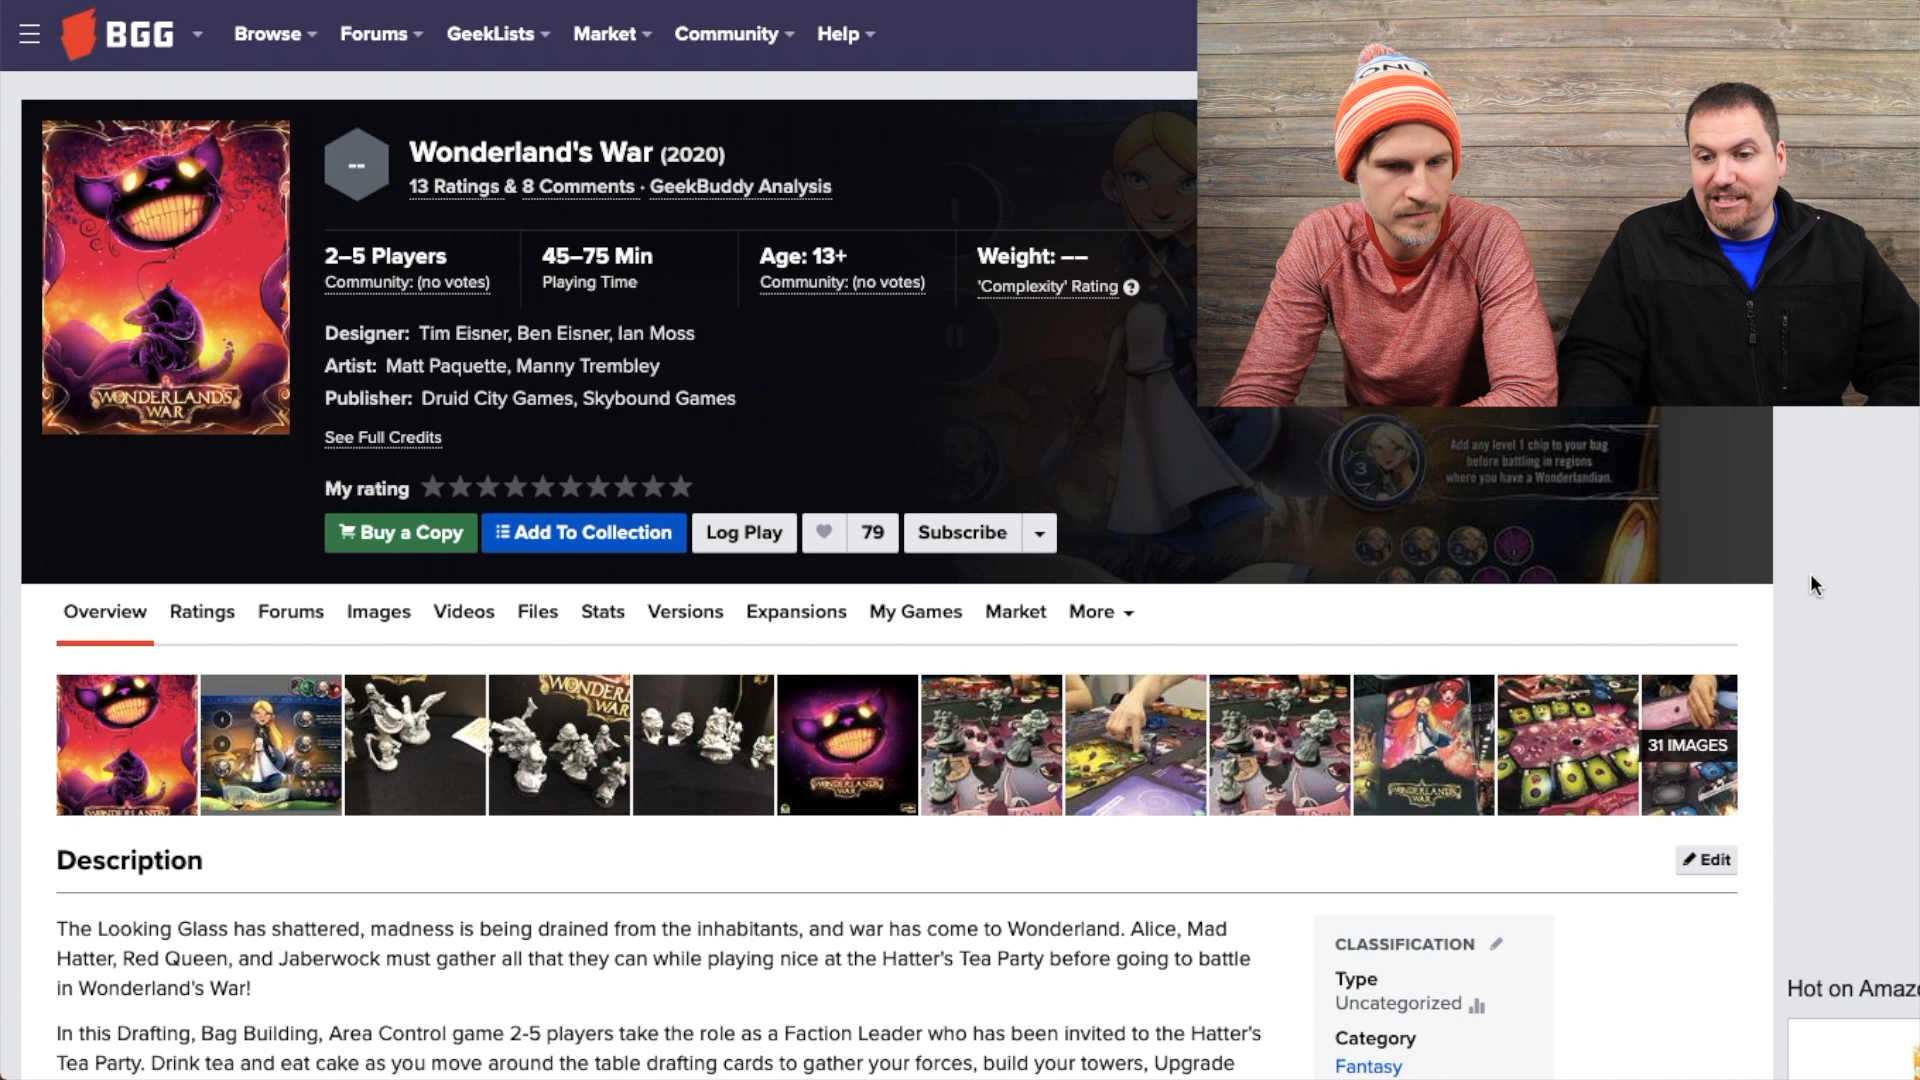 BGG
Browse Forums GeekLists Market Community Help
ONLY
WONDERLANDS
WAR
--
Wonderland's War (2020)
13 Ratings & 8 Comments · GeekBuddy Analysis
2–5 Players
Community: (no votes)
45–75 Min
Playing Time
Age: 13+
Community: (no votes)
Weight: ––
'Complexity' Rating ?
Designer: Tim Eisner, Ben Eisner, Ian Moss
Artist: Matt Paquette, Manny Trembley
Publisher: Druid City Games, Skybound Games
See Full Credits
3
Add any level 1 chip to your bag
before battling in regions
where you have a Wonderlandian.
My rating
Buy a Copy Add To Collection Log Play 79 Subscribe
Overview Ratings Forums Images Videos Files Stats Versions Expansions My Games Market More
WONDERLANDS
WAR
WONDERLANDS
WAR
31 IMAGES
Description
Edit
The Looking Glass has shattered, madness is being drained from the inhabitants, and war has come to Wonderland. Alice, Mad
Hatter, Red Queen, and Jaberwock must gather all that they can while playing nice at the Hatter's Tea Party before going to battle
in Wonderland's War!
In this Drafting, Bag Building, Area Control game 2-5 players take the role as a Faction Leader who has been invited to the Hatter's
Tea Party. Drink tea and eat cake as you move around the table drafting cards to gather your forces, build your towers, Upgrade
CLASSIFICATION
Type
Uncategorized
Category
Fantasy
Hot on Amazo